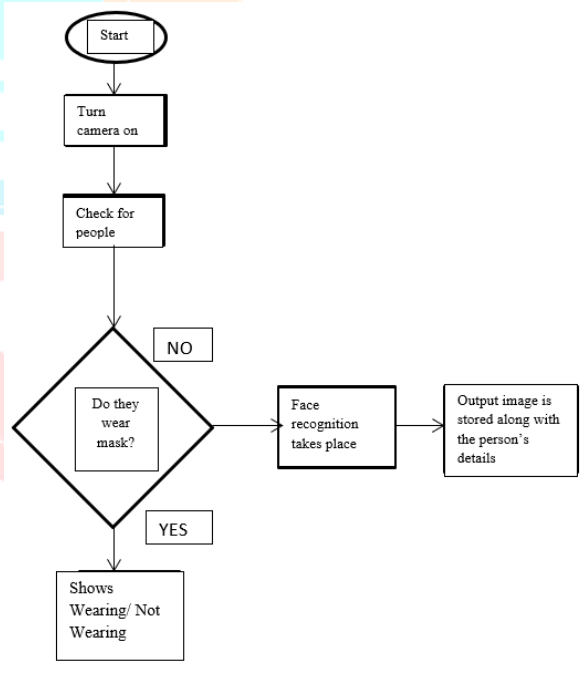 Start
Turn
camera on
Check for
people
NO
Do they
wear
mask?
Face
recognition
takes place
Output image is
stored along with
the person's
details
YES
Shows
Wearing/ Not
Wearing